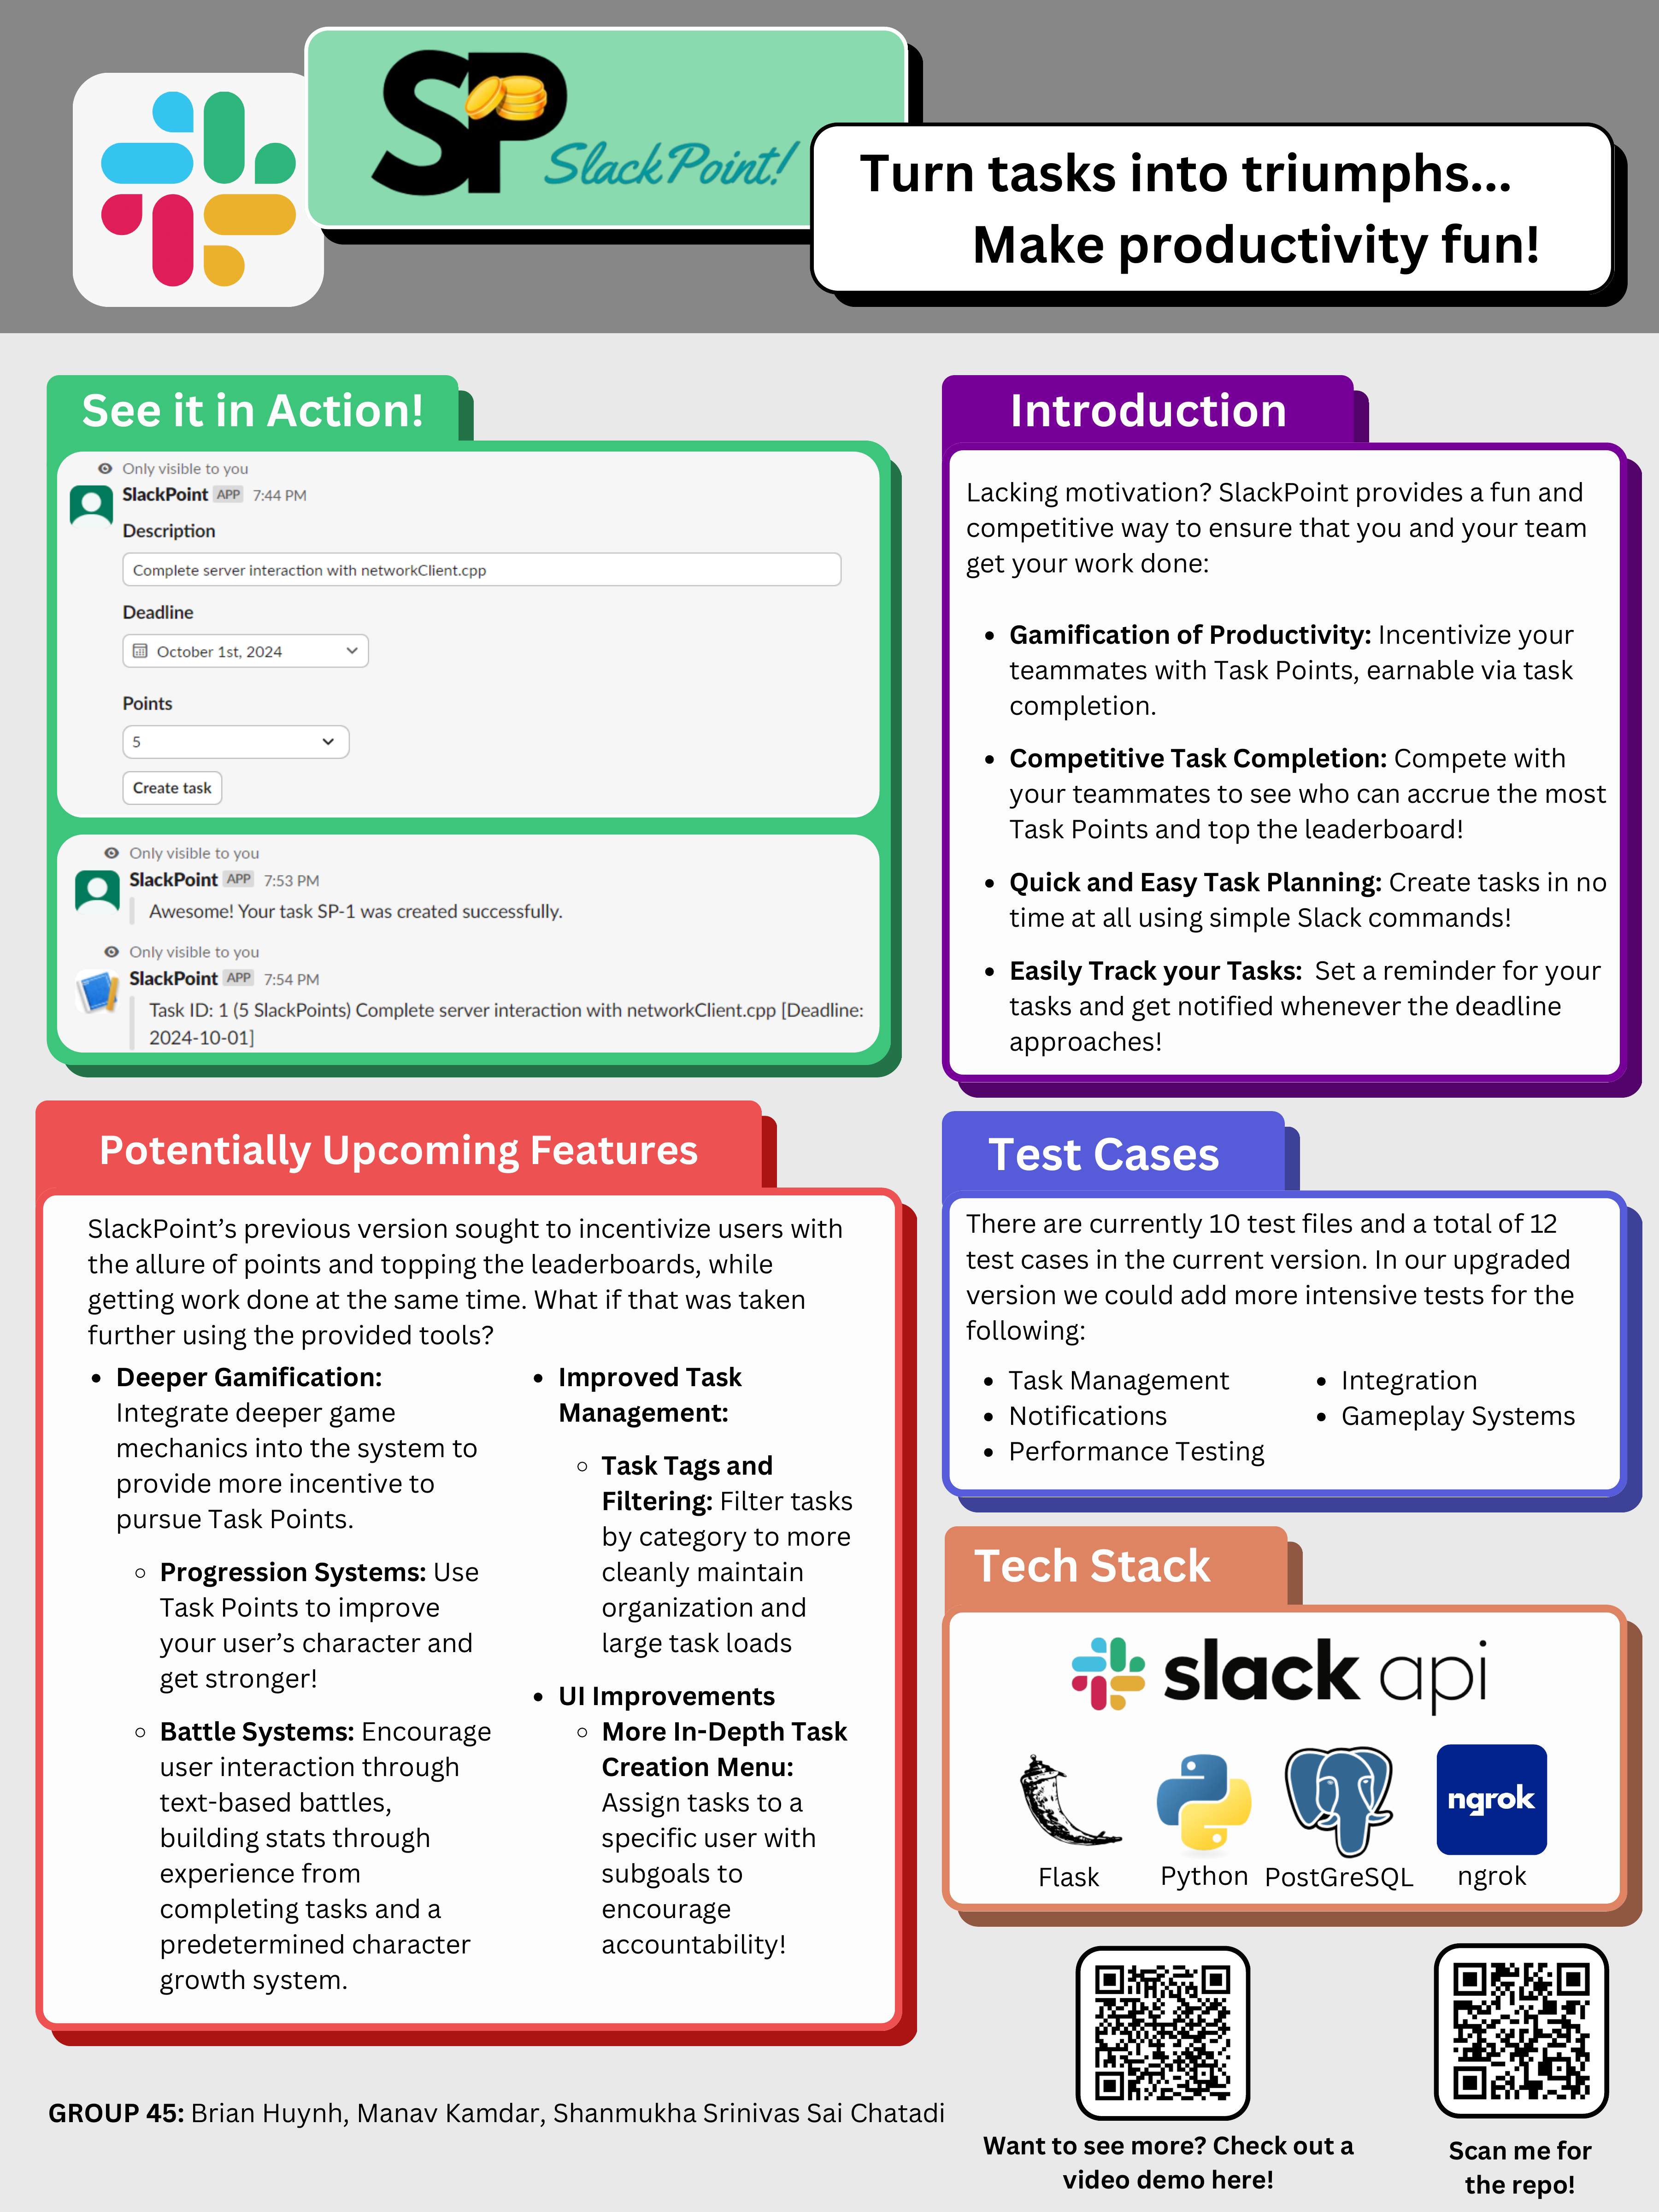 SP SlackPoint!
Turn tasks into triumphs...
Make productivity fun!
See it in Action!
Only visible to you
SlackPoint APP 7:44 PM
Description
Complete server interaction with networkClient.cpp
Deadline
October 1st, 2024
Points
5
Create task
Only visible to you
SlackPoint APP 7:53 PM
Awesome! Your task SP-1 was created successfully.
Only visible to you
SlackPoint APP 7:54 PM
Task ID: 1 (5 SlackPoints) Complete server interaction with networkClient.cpp [Deadline:
2024-10-01]
Introduction
Lacking motivation? SlackPoint provides a fun and
competitive way to ensure that you and your team
get your work done:
• Gamification of Productivity: Incentivize your
teammates with Task Points, earnable via task
completion.
• Competitive Task Completion: Compete with
your teammates to see who can accrue the most
Task Points and top the leaderboard!
• Quick and Easy Task Planning: Create tasks in no
time at all using simple Slack commands!
• Easily Track your Tasks: Set a reminder for your
tasks and get notified whenever the deadline
approaches!
Potentially Upcoming Features
SlackPoint’s previous version sought to incentivize users with
the allure of points and topping the leaderboards, while
getting work done at the same time. What if that was taken
further using the provided tools?
• Deeper Gamification:
Integrate deeper game
mechanics into the system to
provide more incentive to
pursue Task Points.
◦ Progression Systems: Use
Task Points to improve
your user’s character and
get stronger!
◦ Battle Systems: Encourage
user interaction through
text-based battles,
building stats through
experience from
completing tasks and a
predetermined character
growth system.
• Improved Task
Management:
◦ Task Tags and
Filtering: Filter tasks
by category to more
cleanly maintain
organization and
large task loads
• UI Improvements
◦ More In-Depth Task
Creation Menu:
Assign tasks to a
specific user with
subgoals to
encourage
accountability!
Test Cases
There are currently 10 test files and a total of 12
test cases in the current version. In our upgraded
version we could add more intensive tests for the
following:
• Task Management
• Notifications
• Performance Testing
• Integration
• Gameplay Systems
Tech Stack
slack api
ngrok
Flask Python PostGreSQL ngrok
GROUP 45: Brian Huynh, Manav Kamdar, Shanmukha Srinivas Sai Chatadi
Want to see more? Check out a
video demo here!
Scan me for
the repo!